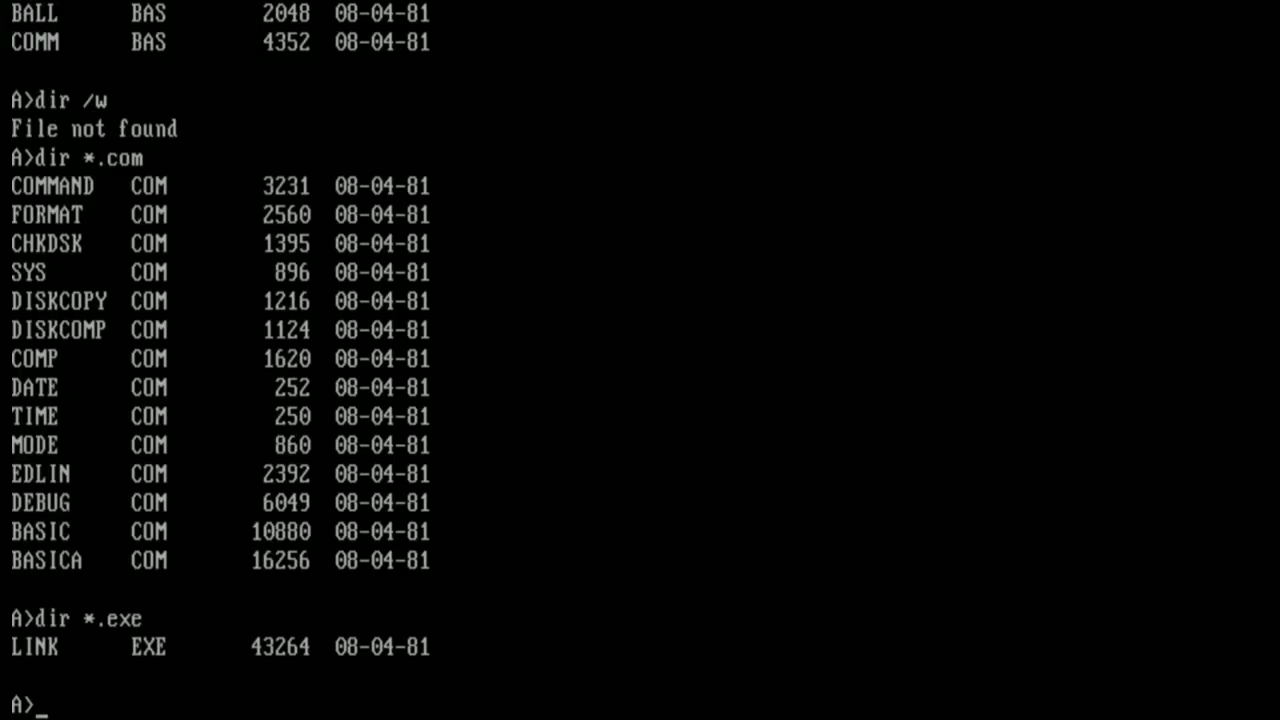 BALL     BAS        2048  08-04-81
COMM     BAS        4352  08-04-81
A>dir /w
File not found
A>dir *.com
COMMAND  COM        3231  08-04-81
FORMAT   COM        2560  08-04-81
CHKDSK   COM        1395  08-04-81
SYS      COM         896  08-04-81
DISKCOPY COM        1216  08-04-81
DISKCOMP COM        1124  08-04-81
COMP     COM        1620  08-04-81
DATE     COM         252  08-04-81
TIME     COM         250  08-04-81
MODE     COM         860  08-04-81
EDLIN    COM        2392  08-04-81
DEBUG    COM        6049  08-04-81
BASIC    COM       10880  08-04-81
BASICA   COM       16256  08-04-81
A>dir *.exe
LINK     EXE       43264  08-04-81
A>_